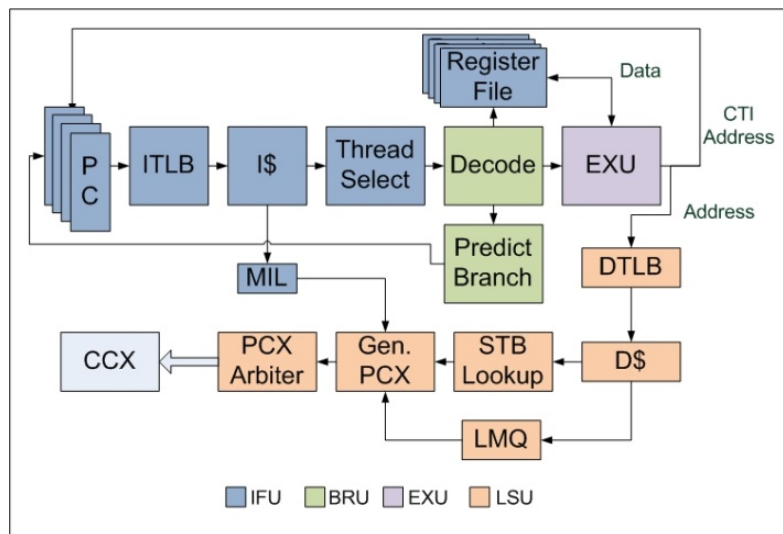 Register
File
Data
CTI
Address
P
C
ITLB
I$
Thread
Select
Decode
EXU
Address
Predict
Branch
DTLB
MIL
CCX
PCX
Arbiter
Gen.
PCX
STB
Lookup
D$
LMQ
IFU
BRU
EXU
LSU